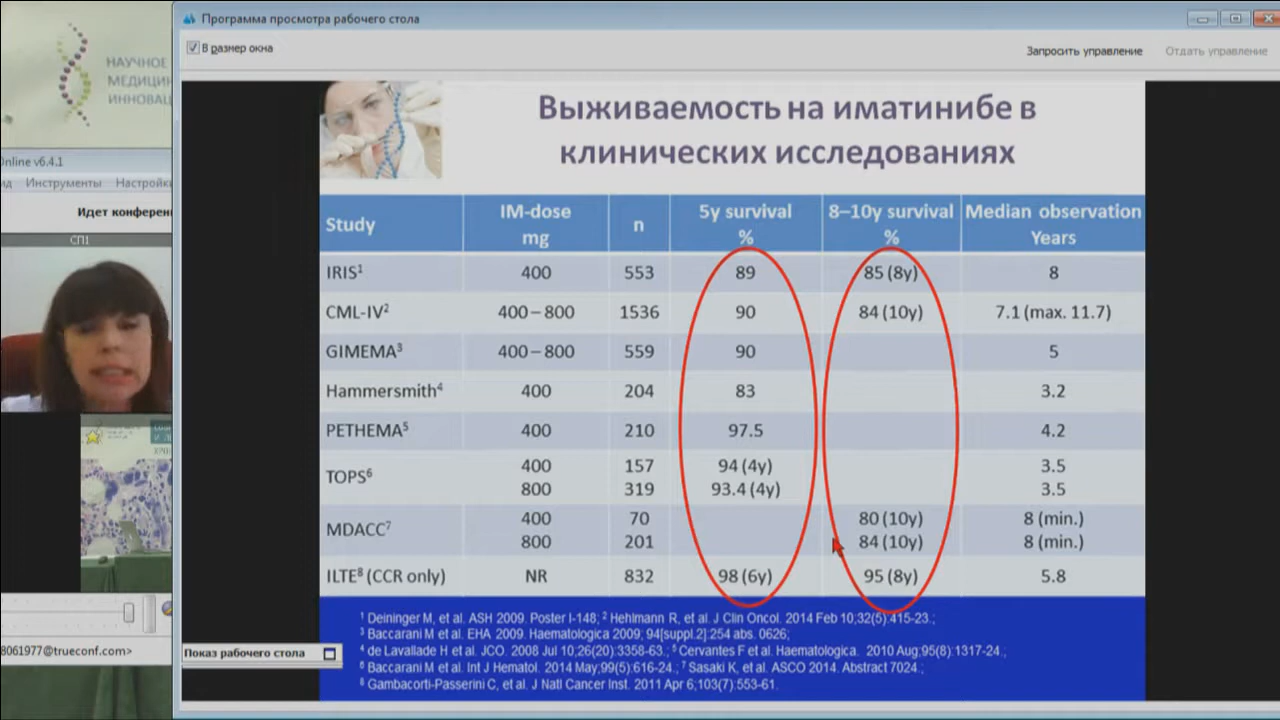 Программа просмотра рабочего стола
В размер окна
Запросить управление
Отдать управление
НАУЧНОЕ
МЕДИЦИН
ИННОВАЦ
Online v6.4.1
Инструменты
Настройки
Идет конферен
СП1
Выживаемость на иматинибе в
клинических исследованиях
Study IM-dose mg n 5y survival % 8–10y survival % Median observation Years
IRIS¹ 400 553 89 85 (8y) 8
CML-IV² 400–800 1536 90 84 (10y) 7.1 (max. 11.7)
GIMEMA³ 400–800 559 90 5
Hammersmith⁴ 400 204 83 3.2
PETHEMA⁵ 400 210 97.5 4.2
TOPS⁶ 400 157 94 (4y) 3.5
800 319 93.4 (4y) 3.5
MDACC⁷ 400 70 80 (10y) 8 (min.)
800 201 84 (10y) 8 (min.)
ILTE⁸ (CCR only) NR 832 98 (6y) 95 (8y) 5.8
¹ Deininger M, et al. ASH 2009. Poster I-148; ² Hehlmann R, et al. J Clin Oncol. 2014 Feb 10;32(5):415-23.;
³ Baccarani M et al. EHA 2009. Haematologica 2009; 94[suppl.2]:254 abs. 0626;
⁴ de Lavallade H et al. JCO. 2008 Jul 10;26(20):3358-63.; ⁵ Cervantes F et al. Haematologica. 2010 Aug;95(8):1317-24.;
⁶ Baccarani M et al. Int J Hematol. 2014 May;99(5):616-24.; ⁷ Sasaki K, et al. ASCO 2014. Abstract 7024.;
⁸ Gambacorti-Passerini C, et al. J Natl Cancer Inst. 2011 Apr 6;103(7):553-61.
8061977@trueconf.com>
Показ рабочего стола